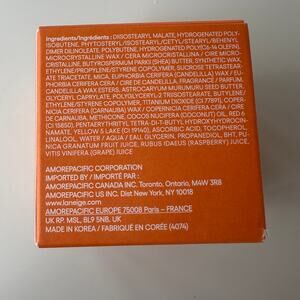 Ingredients/Ingrédients : DIISOSTEARYL MALATE, HYDROGENATED POLY-
ISOBUTENE, PHYTOSTERYL/ISOSTEARYL/CETYL/STEARYL/BEHENYL
DIMER DILINOLEATE, POLYBUTENE, HYDROGENATED POLY(C6-14 OLEFIN),
MICROCRYSTALLINE WAX / CERA MICROCRISTALLINA / CIRE MICRO-
CRISTALLINE, BUTYROSPERMUM PARKII (SHEA) BUTTER, SYNTHETIC WAX,
ETHYLENE/PROPYLENE/STYRENE COPOLYMER, SUCROSE TETRASTEAR-
ATE TRIACETATE, MICA, EUPHORBIA CERIFERA (CANDELILLA) WAX / EU-
PHORBIA CERIFERA CERA / CIRE DE CANDELILLA, FRAGRANCE / PARFUM,
CANDELILLA WAX ESTERS, ASTROCARYUM MURUMURU SEED BUTTER,
GLYCERYL CAPRYLATE, POLYGLYCERYL-2 TRIISOSTEARATE, BUTYLENE/
ETHYLENE/STYRENE COPOLYMER, TITANIUM DIOXIDE (CI 77891), COPER-
NICIA CERIFERA (CARNAUBA) WAX / COPERNICIA CERIFERA CERA / CIRE
DE CARNAUBA, METHICONE, COCOS NUCIFERA (COCONUT) OIL, RED 6
(CI 15850), PENTAERYTHRITYL TETRA-DI-T-BUTYL HYDROXYHYDROCIN-
NAMATE, YELLOW 5 LAKE (CI 19140), ASCORBIC ACID, TOCOPHEROL,
LINALOOL, WATER / AQUA / EAU, GLYCERIN, PROPANEDIOL, BHT, PU-
NICA GRANATUM FRUIT JUICE, RUBUS IDAEUS (RASPBERRY) JUICE,
VITIS VINIFERA (GRAPE) JUICE
AMOREPACIFIC CORPORATION
IMPORTED BY / IMPORTÉ PAR :
AMOREPACIFIC CANADA INC. Toronto, Ontario, M4W 3R8
AMOREPACIFIC US INC. Dist New York, NY 10018
www.laneige.com
AMOREPACIFIC EUROPE 75008 Paris – FRANCE
UK RP. MSL, BL9 5NB. UK
MADE IN KOREA / FABRIQUÉ EN CORÉE (4074)